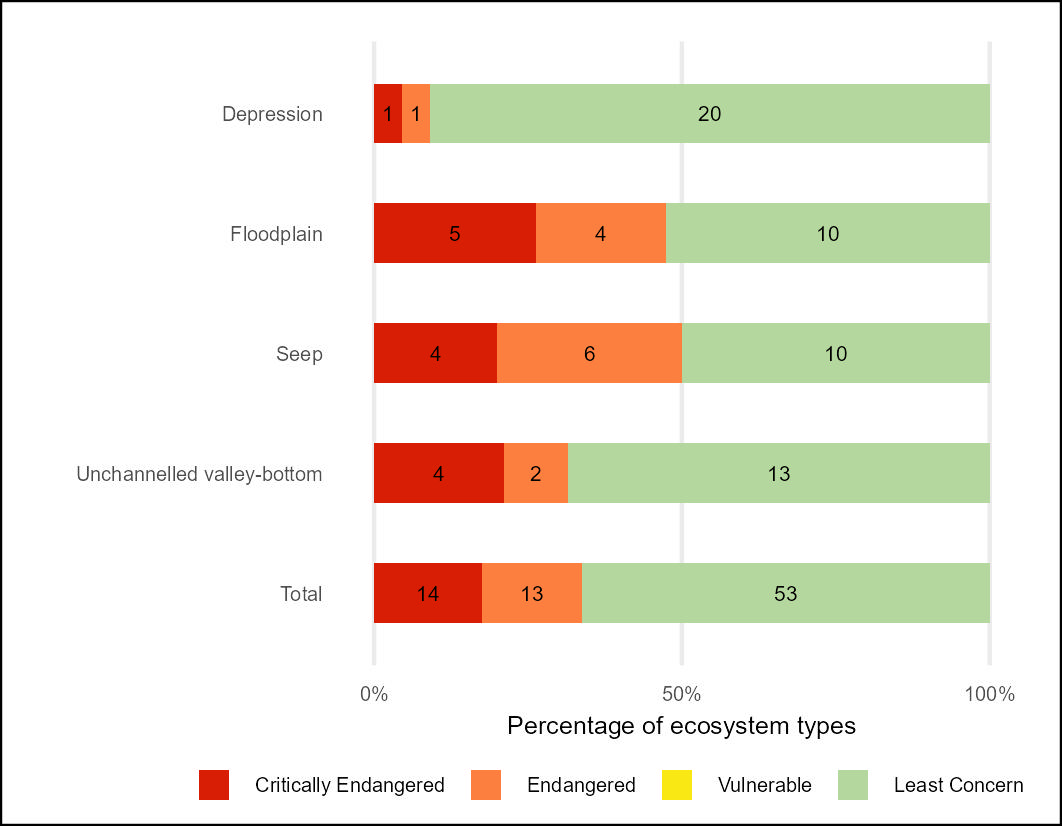 Depression 1 1 20
Floodplain 5 4 10
Seep 4 6 10
Unchannelled valley-bottom 4 2 13
Total 14 13 53
0% 50% 100%
Percentage of ecosystem types
Critically Endangered Endangered Vulnerable Least Concern